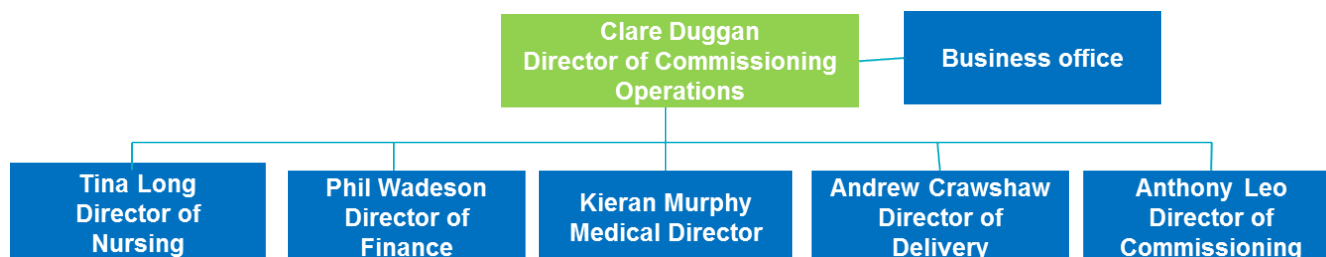 Clare Duggan
Director of Commissioning
Operations
Business office
Tina Long
Director of
Nursing
Phil Wadeson
Director of
Finance
Kieran Murphy
Medical Director
Andrew Crawshaw
Director of
Delivery
Anthony Leo
Director of
Commissioning